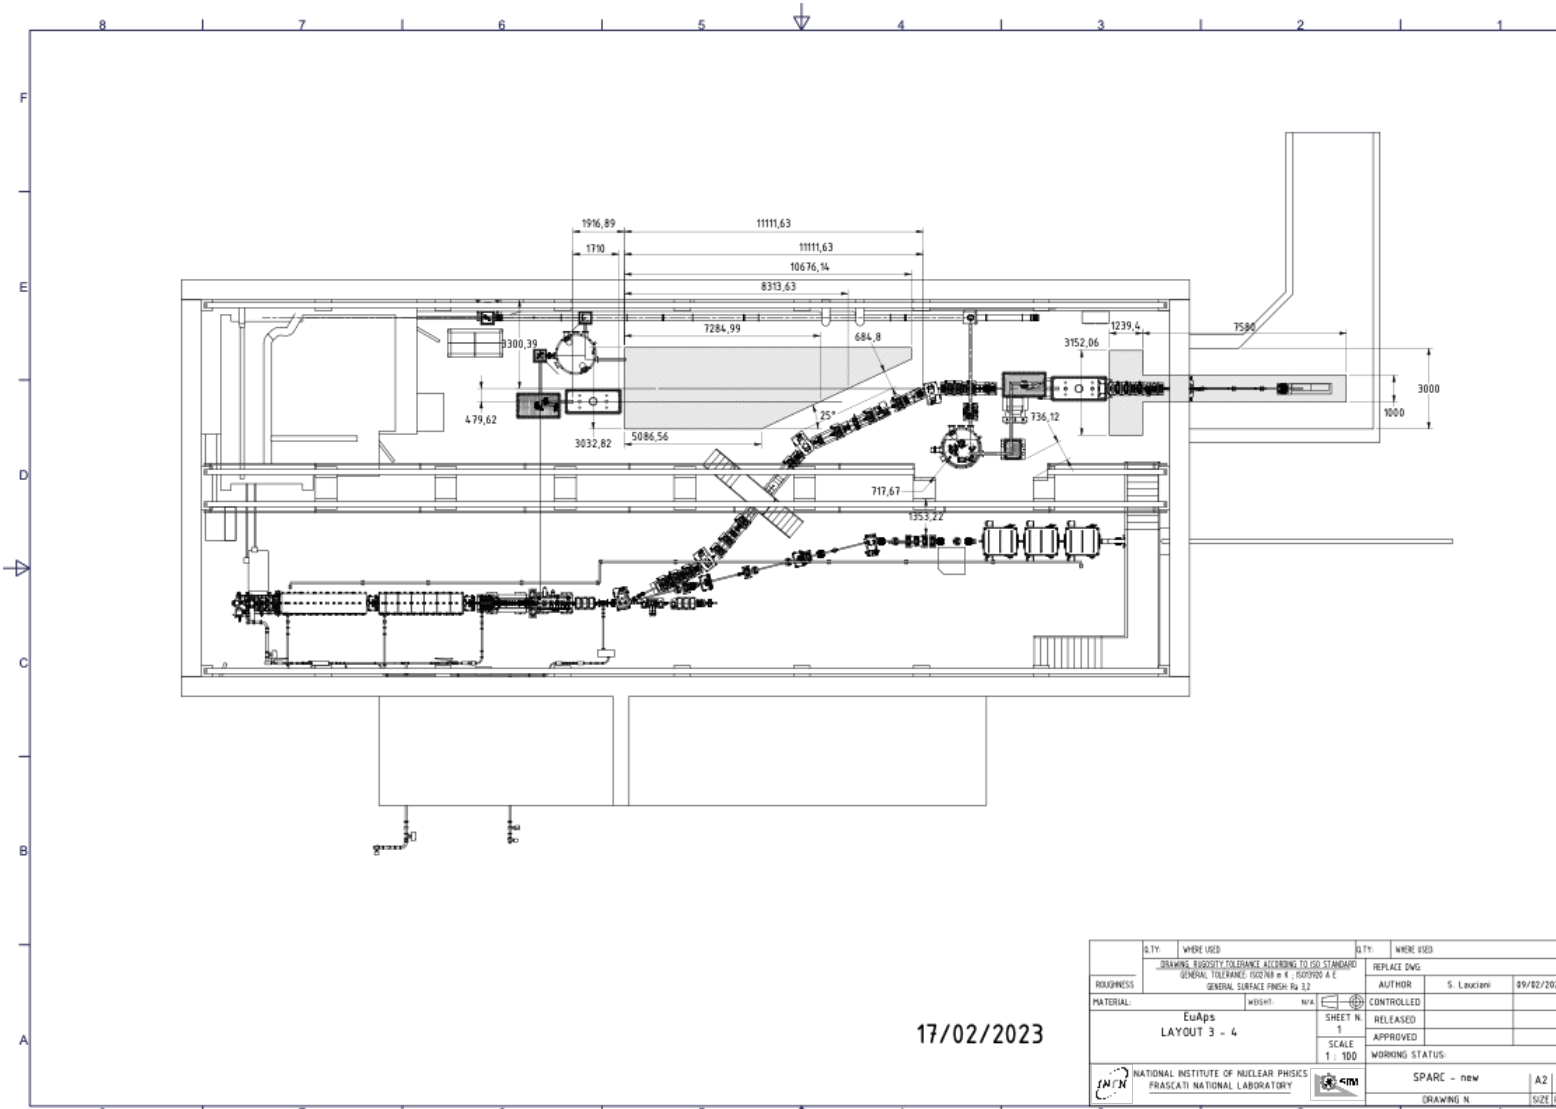 8 7 6 5 4 3 2 1
F
E
D
C
B
A
1916,89 11111,63
1710 11111,63
10676,14
8313,63
7284,99 684,8
3300,39
1239,4 7580
3152,06
3000
1000
479,62
25°
736,12
3032,82 5086,56
717,67
1353,22
17/02/2023
Q.TY: WHERE USED: Q.TY: WHERE USED:
DRAWING, RUGOSITY, TOLERANCE ACCORDING TO ISO STANDARD
GENERAL TOLERANCE: ISO2768 m K ; ISO13920 A E
GENERAL SURFACE FINISH: Ra 3,2
ROUGHNESS
REPLACE DWG:
AUTHOR S. Lauciani
MATERIAL: WEIGHT: N/A CONTROLLED
EuAps
LAYOUT 3 - 4
SHEET N.
1
RELEASED
SCALE
1 : 100
APPROVED
WORKING STATUS:
INFN
NATIONAL INSTITUTE OF NUCLEAR PHISICS
FRASCATI NATIONAL LABORATORY
SPARC - new
A2
DRAWING N. SIZE